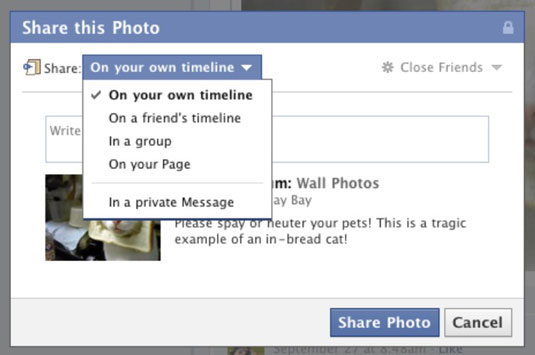 Share this Photo
Share: On your own timeline
Close Friends
On your own timeline
On a friend's timeline
In a group
On your Page
In a private Message
Write
um: Wall Photos
ay Bay
Please spay or neuter your pets! This is a tragic
example of an in-bread cat!
Share Photo Cancel
September 27 at 8:48am · Like